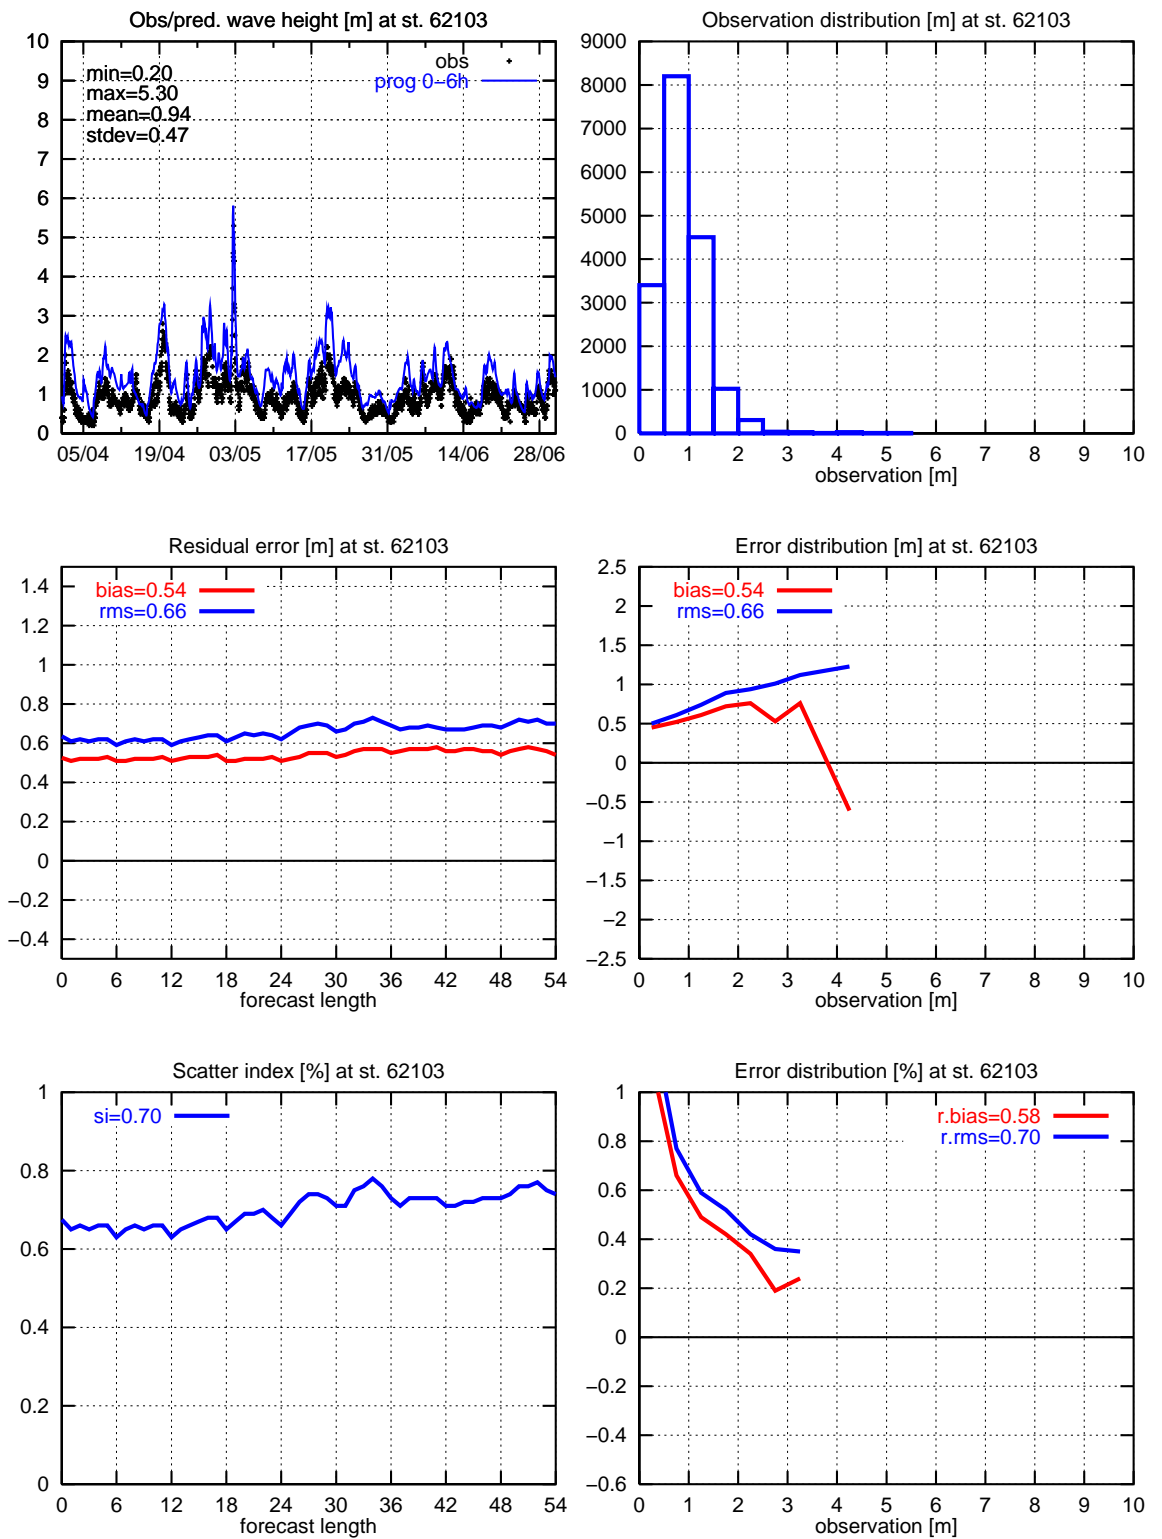 Obs/pred. wave height [m] at st. 62103
10
9
8
7
6
5
4
3
2
1
0
min=0.20
max=5.30
mean=0.94
stdev=0.47
obs
prog 0−6h
05/04 19/04 03/05 17/05 31/05 14/06 28/06
Observation distribution [m] at st. 62103
9000
8000
7000
6000
5000
4000
3000
2000
1000
0
0 1 2 3 4 5 6 7 8 9 10
observation [m]
Residual error [m] at st. 62103
1.4
1.2
1
0.8
0.6
0.4
0.2
0
−0.2
−0.4
bias=0.54
rms=0.66
0 6 12 18 24 30 36 42 48 54
forecast length
Error distribution [m] at st. 62103
2.5
2
1.5
1
0.5
0
−0.5
−1
−1.5
−2
−2.5
bias=0.54
rms=0.66
0 1 2 3 4 5 6 7 8 9 10
observation [m]
Scatter index [%] at st. 62103
1
0.8
0.6
0.4
0.2
0
si=0.70
0 6 12 18 24 30 36 42 48 54
forecast length
Error distribution [%] at st. 62103
1
0.8
0.6
0.4
0.2
0
−0.2
−0.4
−0.6
r.bias=0.58
r.rms=0.70
0 1 2 3 4 5 6 7 8 9 10
observation [m]